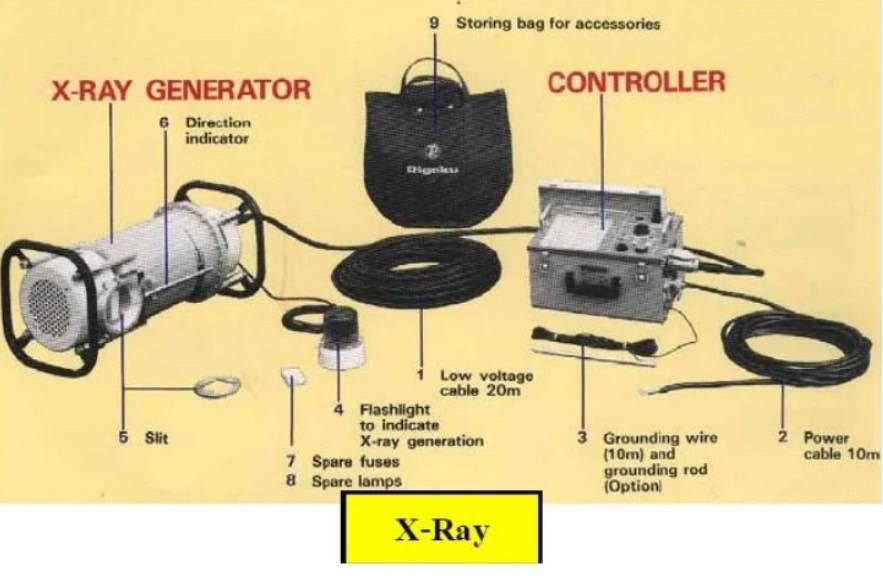 9 Storing bag for accessories
X-RAY GENERATOR
CONTROLLER
6 Direction
indicator
Rigaku
1 Low voltage
cable 20m
4 Flashlight
to indicate
X-ray generation
5 Slit
7 Spare fuses
8 Spare lamps
3 Grounding wire
(10m) and
grounding rod
(Option)
2 Power
cable 10m
X-Ray